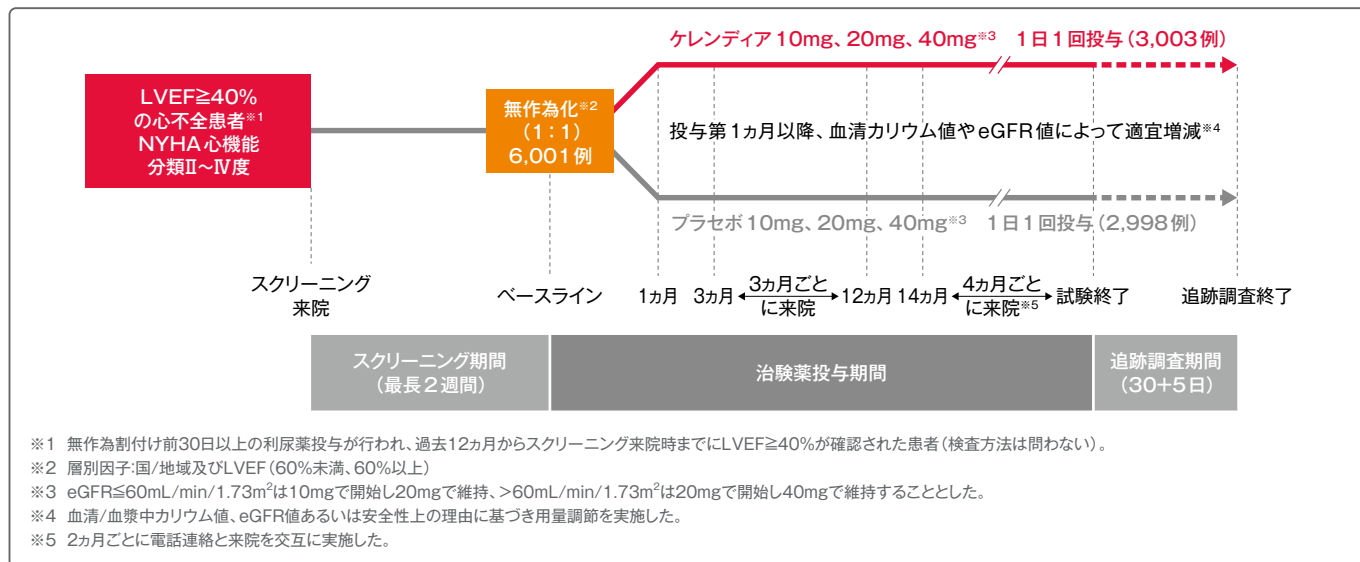 ケレンディア10mg、20mg、40mg※3 1日1回投与(3,003例)
LVEF≧40%
の心不全患者※1
NYHA心機能
分類Ⅱ~Ⅳ度
無作為化※2
(1:1)
6,001例
投与第1ヵ月以降、血清カリウム値やeGFR値によって適宜増減※4
プラセボ10mg、20mg、40mg※3 1日1回投与(2,998例)
スクリーニング
来院
ベースライン
1ヵ月
3ヵ月
3ヵ月ごと
に来院
12ヵ月
14ヵ月
4ヵ月ごと
に来院※5
試験終了
追跡調査終了
スクリーニング期間
(最長2週間)
治験薬投与期間
追跡調査期間
(30+5日)
※1 無作為割付け前30日以上の利尿薬投与が行われ、過去12ヵ月からスクリーニング来院時までにLVEF≧40%が確認された患者(検査方法は問わない)。
※2 層別因子:国/地域及びLVEF(60%未満、60%以上)
※3 eGFR≦60mL/min/1.73m²は10mgで開始し20mgで維持、>60mL/min/1.73m²は20mgで開始し40mgで維持することとした。
※4 血清/血漿中カリウム値、eGFR値あるいは安全性上の理由に基づき用量調節を実施した。
※5 2ヵ月ごとに電話連絡と来院を交互に実施した。